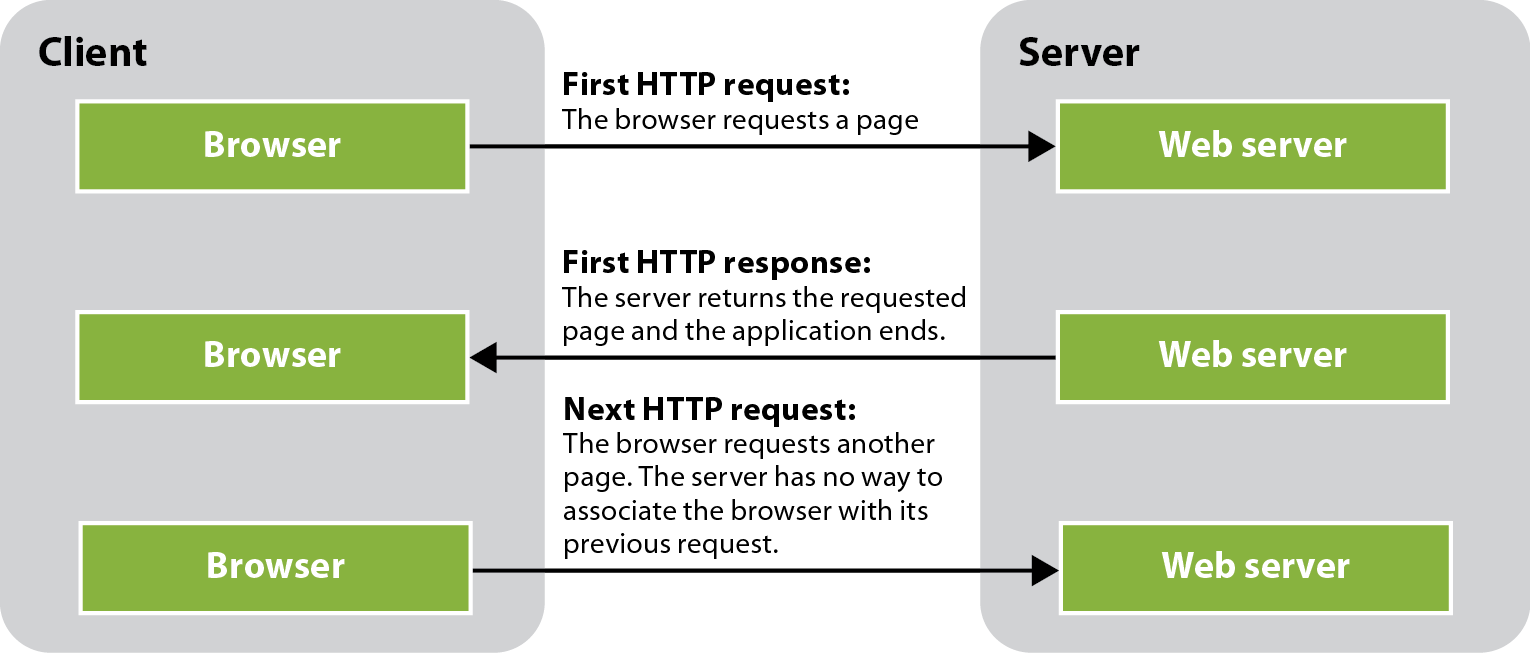 Client
Server
First HTTP request:
The browser requests a page
Browser
Web server
First HTTP response:
The server returns the requested
page and the application ends.
Browser
Web server
Next HTTP request:
The browser requests another
page. The server has no way to
associate the browser with its
previous request.
Browser
Web server